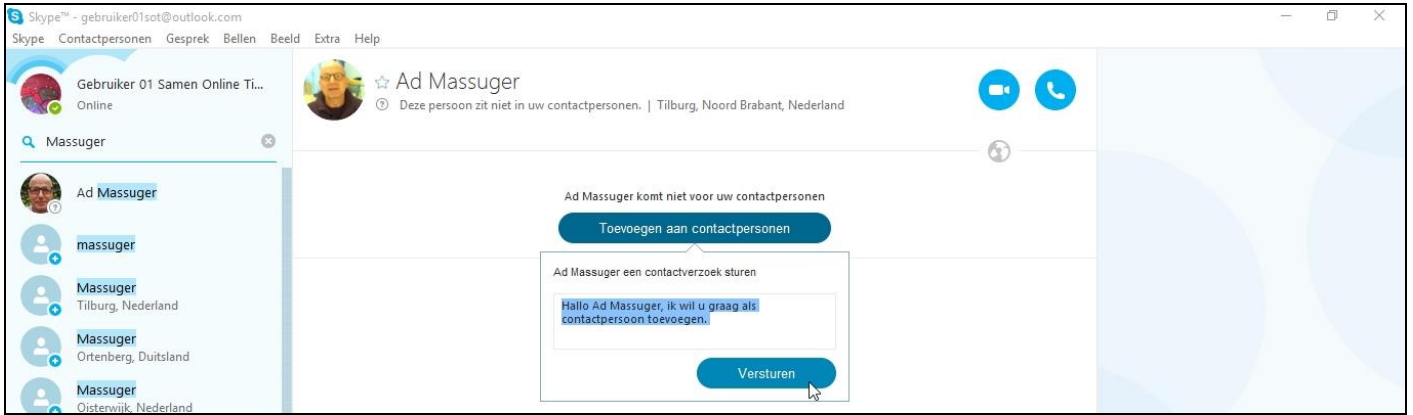 Skype™ - gebruiker01sot@outlook.com
Skype Contactpersonen Gesprek Bellen Beeld Extra Help
Gebruiker 01 Samen Online Ti...
Online
Massuger
Ad Massuger
massuger
Massuger
Tilburg, Nederland
Massuger
Ortenberg, Duitsland
Massuger
Oisterwijk, Nederland
Ad Massuger
Deze persoon zit niet in uw contactpersonen. | Tilburg, Noord Brabant, Nederland
Ad Massuger komt niet voor uw contactpersonen
Toevoegen aan contactpersonen
Ad Massuger een contactverzoek sturen
Hallo Ad Massuger, ik wil u graag als
contactpersoon toevoegen.
Versturen